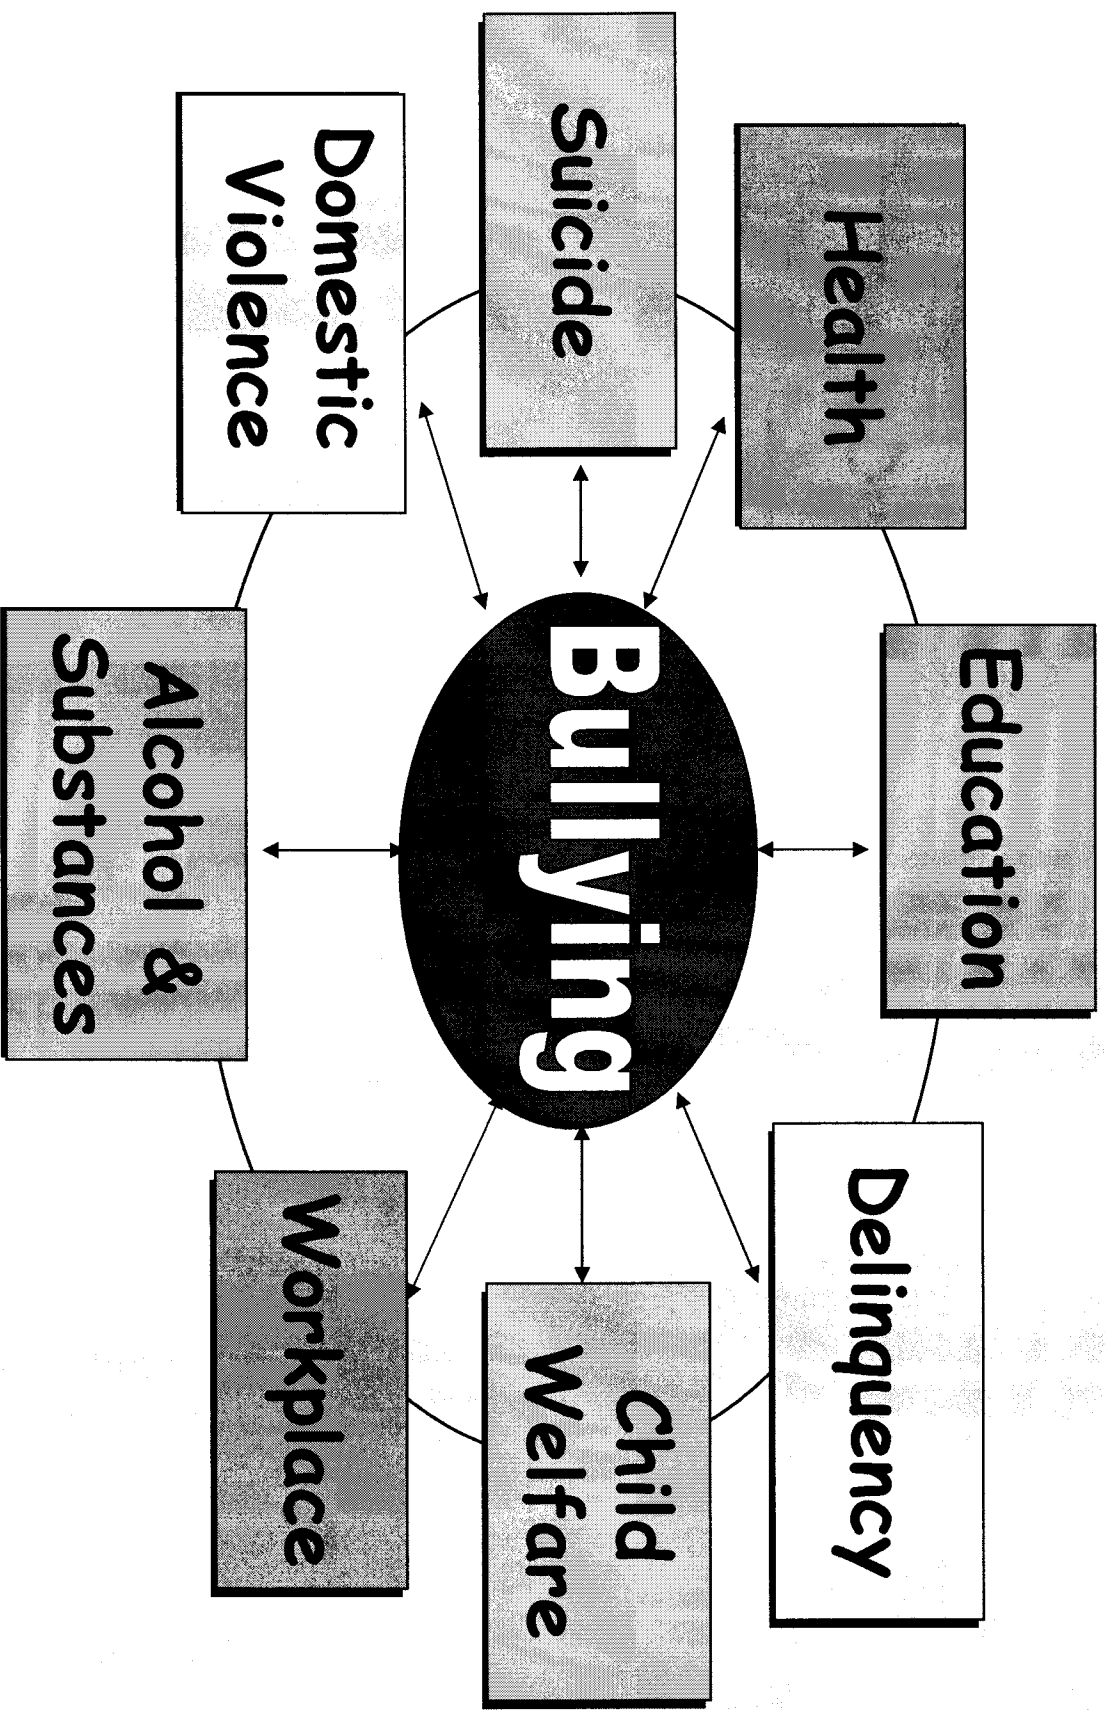 Education
Health
Delinquency
Suicide
Bullying
Child
Welfare
Domestic
Violence
Workplace
Alcohol &
Substances